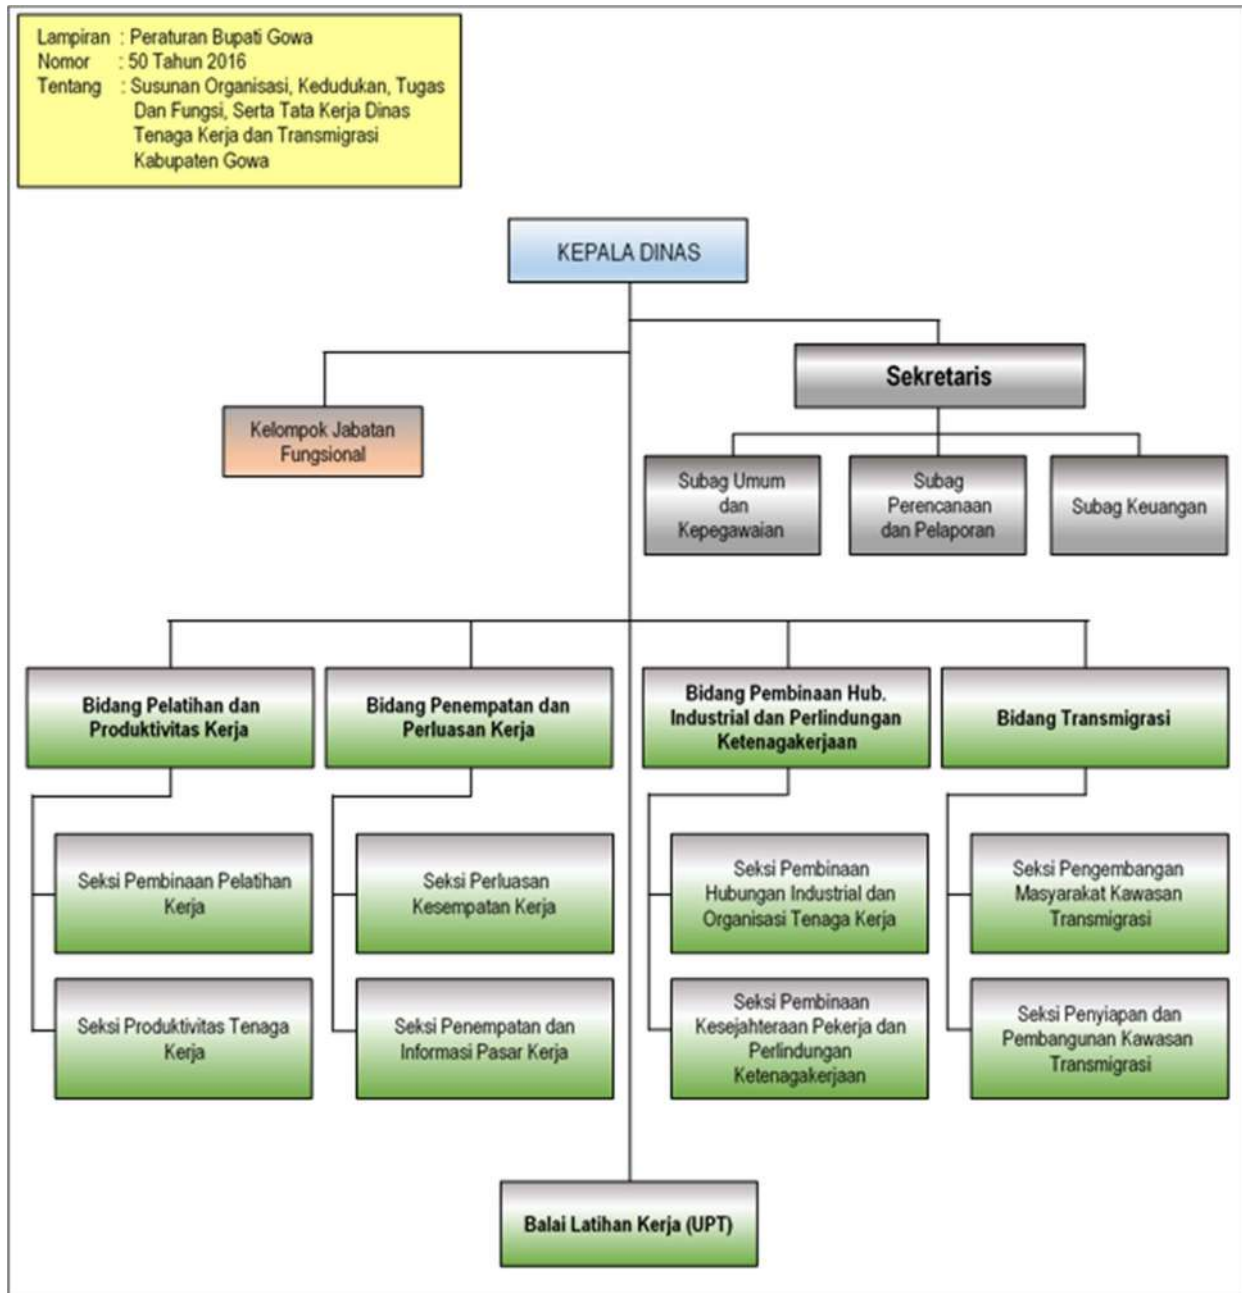 Lampiran : Peraturan Bupati Gowa
Nomor : 50 Tahun 2016
Tentang : Susunan Organisasi, Kedudukan, Tugas
Dan Fungsi, Serta Tata Kerja Dinas
Tenaga Kerja dan Transmigrasi
Kabupaten Gowa
KEPALA DINAS
Sekretaris
Kelompok Jabatan
Fungsional
Subag Umum
dan
Kepegawaian
Subag
Perencanaan
dan Pelaporan
Subag Keuangan
Bidang Pelatihan dan
Produktivitas Kerja
Bidang Penempatan dan
Perluasan Kerja
Bidang Pembinaan Hub.
Industrial dan Perlindungan
Ketenagakerjaan
Bidang Transmigrasi
Seksi Pembinaan Pelatihan
Kerja
Seksi Perluasan
Kesempatan Kerja
Seksi Pembinaan
Hubungan Industrial dan
Organisasi Tenaga Kerja
Seksi Pengembangan
Masyarakat Kawasan
Transmigrasi
Seksi Produktivitas Tenaga
Kerja
Seksi Penempatan dan
Informasi Pasar Kerja
Seksi Pembinaan
Kesejahteraan Pekerja dan
Perlindungan
Ketenagakerjaan
Seksi Penyiapan dan
Pembangunan Kawasan
Transmigrasi
Balai Latihan Kerja (UPT)